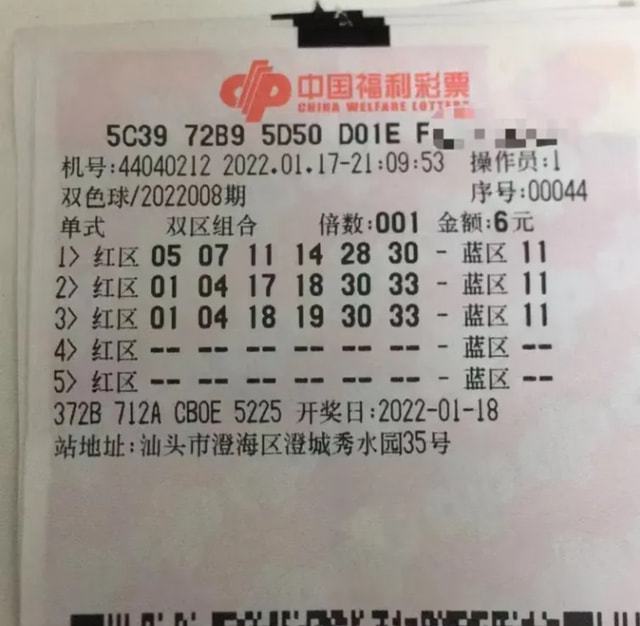 中国福利彩票
CHINA WELFARE LOTTERY
5C39 72B9 5D50 D01E F
机号:44040212 2022.01.17-21:09:53 操作员:1
双色球/2022008期 序号:00044
单式 双区组合 倍数:001 金额:6元
1> 红区 05 07 11 14 28 30 - 蓝区 11
2> 红区 01 04 17 18 30 33 - 蓝区 11
3> 红区 01 04 18 19 30 33 - 蓝区 11
4> 红区 -- -- -- -- -- -- - 蓝区 --
5> 红区 -- -- -- -- -- -- - 蓝区 --
372B 712A CB0E 5225 开奖日:2022-01-18
站地址:汕头市澄海区澄城秀水园35号